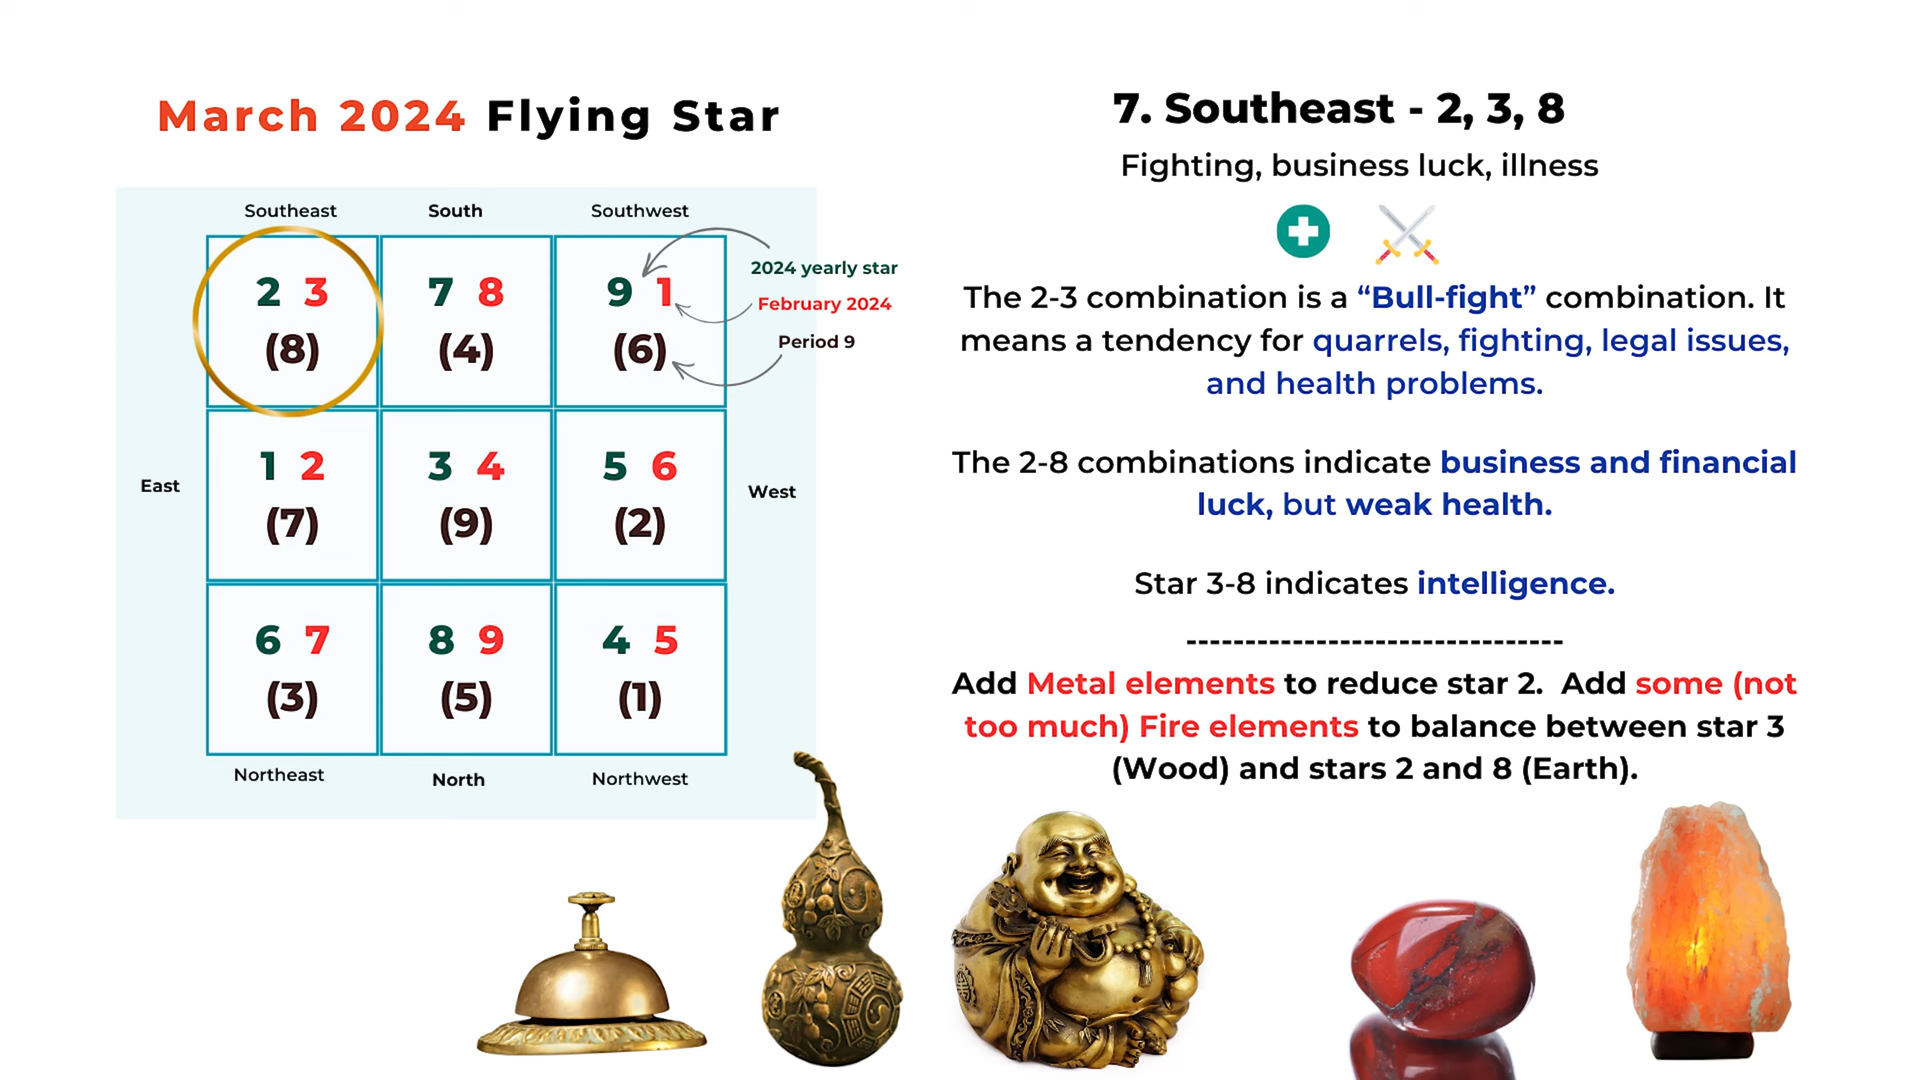 March 2024 Flying Star
Southeast South Southwest
2 3 7 8 9 1
(8) (4) (6)
2024 yearly star
February 2024
Period 9
East
1 2 3 4 5 6
(7) (9) (2)
West
6 7 8 9 4 5
(3) (5) (1)
Northeast North Northwest
7. Southeast - 2, 3, 8
Fighting, business luck, illness
The 2-3 combination is a “Bull-fight” combination. It
means a tendency for quarrels, fighting, legal issues,
and health problems.
The 2-8 combinations indicate business and financial
luck, but weak health.
Star 3-8 indicates intelligence.
--------------------------------
Add Metal elements to reduce star 2. Add some (not
too much) Fire elements to balance between star 3
(Wood) and stars 2 and 8 (Earth).